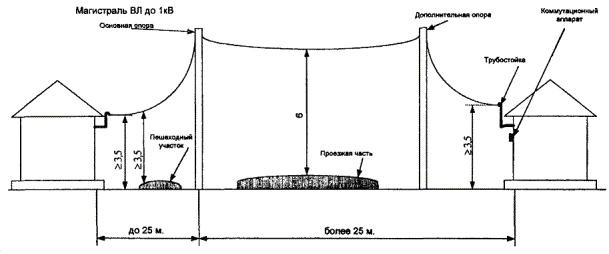 Магистраль ВЛ до 1кВ
Основная опора
Дополнительная опора
Коммутационный
аппарат
Трубостойка
Пешеходный
участок
Проезжая часть
≥3,5
≥3,5
6
≥3,5
до 25 м.
более 25 м.